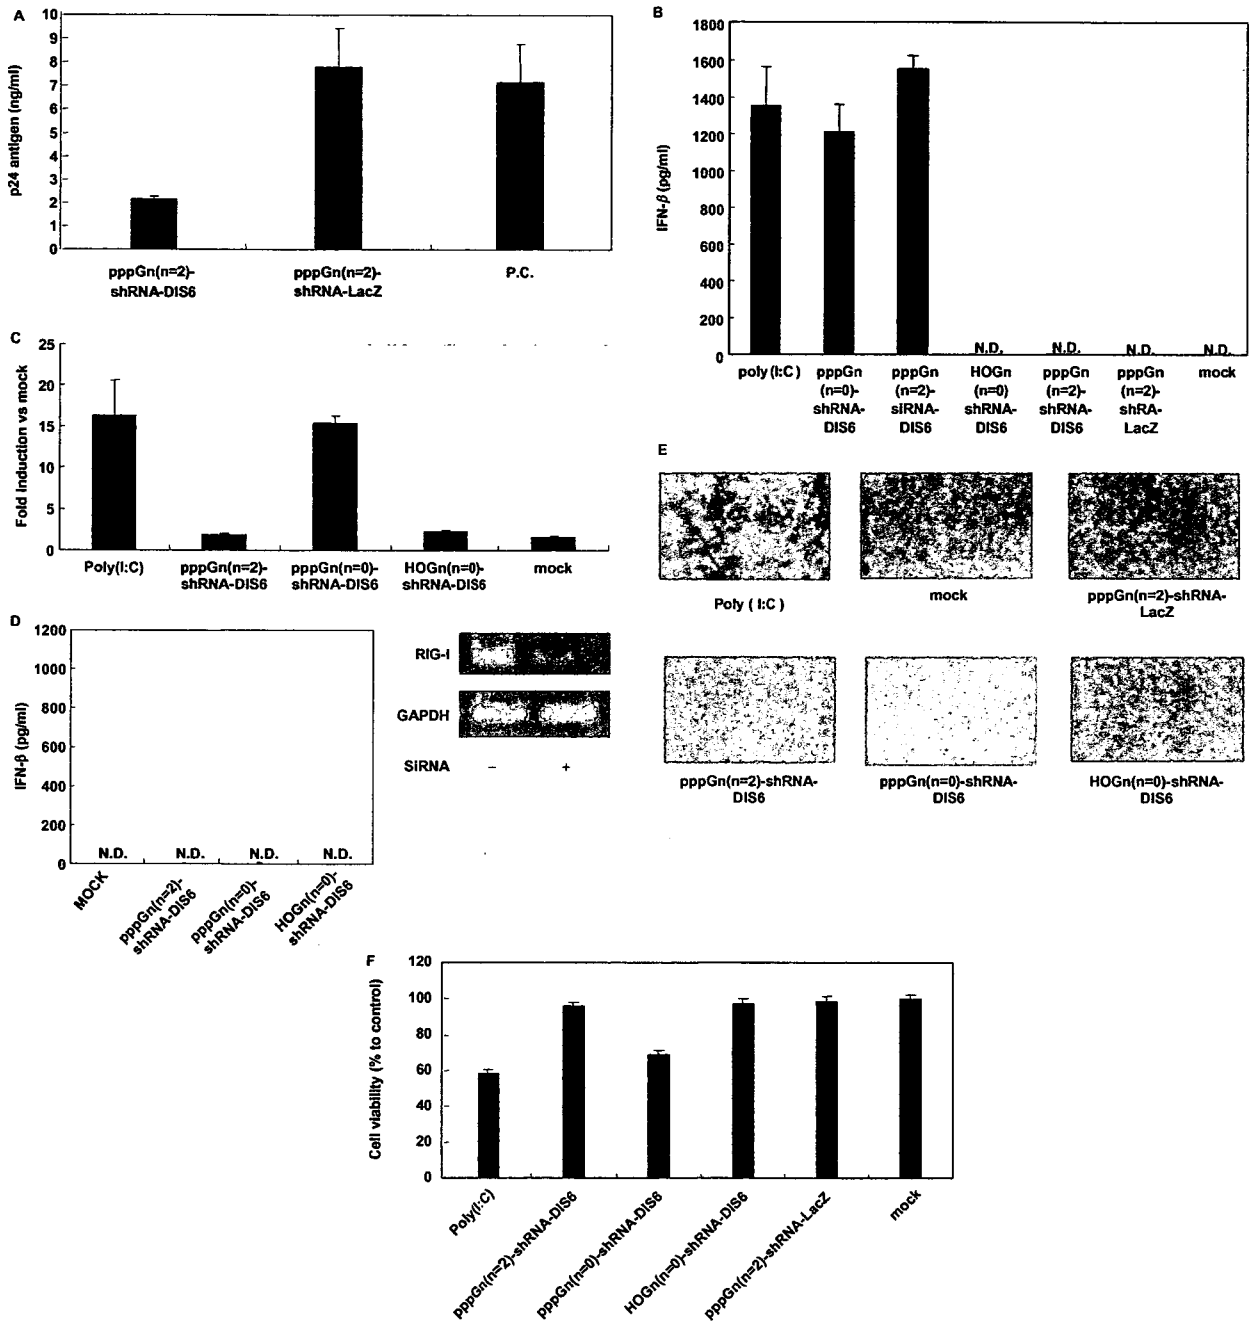 A
10
9
8
7
6
5
4
3
2
1
0
p24 antigen (ng/ml)
pppGn(n=2)-
shRNA-DIS6
pppGn(n=2)-
shRNA-LacZ
P.C.
B
1800
1600
1400
1200
1000
800
600
1400
200
0
IFN-β (pg/ml)
N.D.
N.D.
N.D.
N.D.
poly(I:C)
pppGn
(n=0)-
shRNA-
DIS6
pppGn
(n=2)-
siRNA-
DIS6
HOGn
(n=0)
shRNA-
DIS6
pppGn
(n=2)-
shRNA-
DIS6
pppGn
(n=2)-
shRA-
LacZ
mock
C
25
20
15
10
5
0
Fold Induction vs mock
Poly(I:C)
pppGn(n=2)-
shRNA-DIS6
pppGn(n=0)-
shRNA-DIS6
HOGn(n=0)-
shRNA-DIS6
mock
D
1200
1000
800
600
400
200
0
IFN-β (pg/ml)
N.D.
N.D.
N.D.
N.D.
MOCK
pppGn(n=2)-
shRNA-DIS6
pppGn(n=0)-
shRNA-DIS6
HOGn(n=0)-
shRNA-DIS6
RIG-I
GAPDH
SiRNA
– +
E
Poly ( I:C )
mock
pppGn(n=2)-shRNA-
LacZ
pppGn(n=2)-shRNA-
DIS6
pppGn(n=0)-shRNA-
DIS6
HOGn(n=0)-shRNA-
DIS6
F
120
100
80
60
40
20
0
Cell viability (% to control)
Poly(I:C)
pppGn(n=2)-shRNA-DIS6
pppGn(n=0)-shRNA-DIS6
HOGn(n=0)-shRNA-DIS6
pppGn(n=2)-shRNA-LacZ
mock